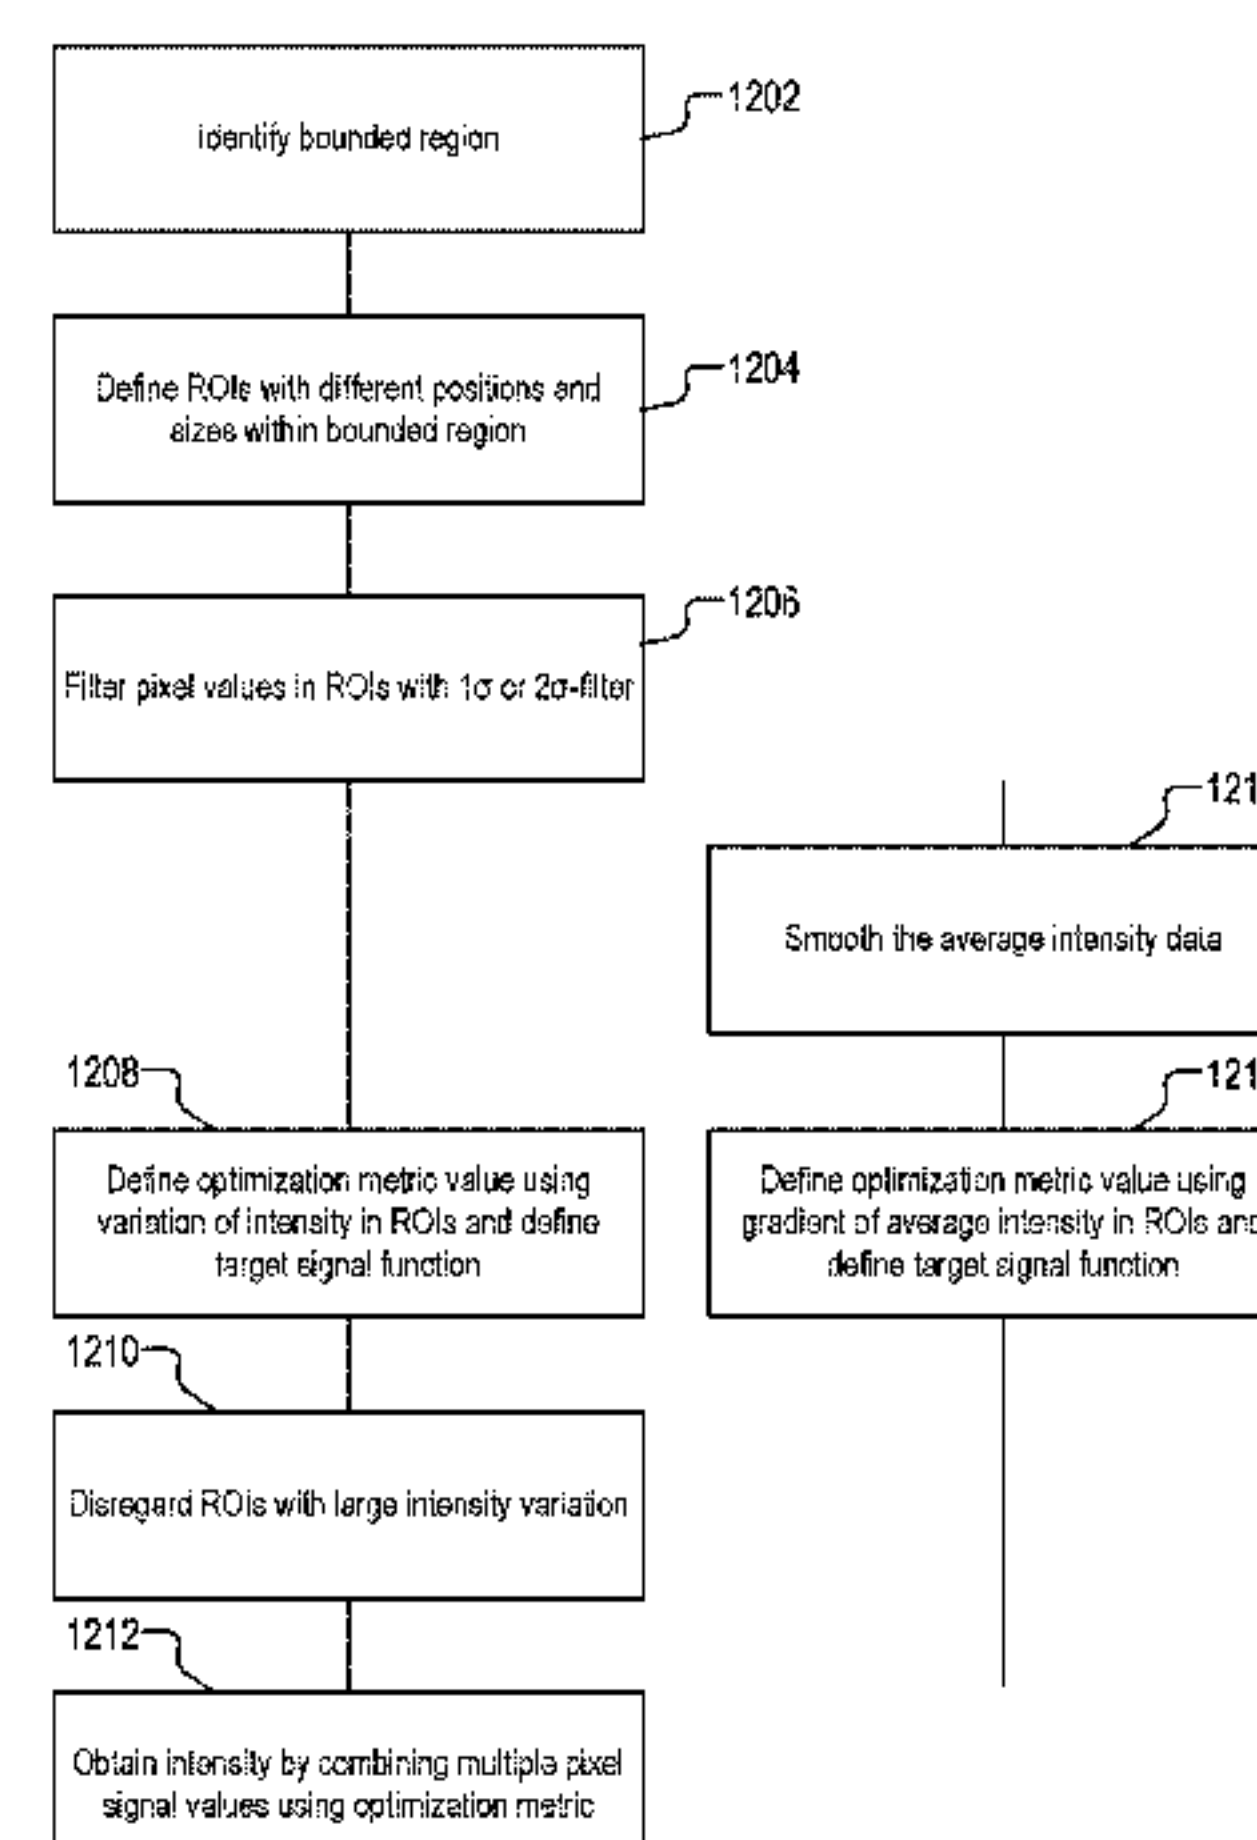 identify bounded region
1202
Define ROIs with different positions and
sizes within bounded region
1204
Filter pixel values in ROIs with 1σ or 2σ-filter
1206
121
Smooth the average intensity data
1208
Define optimization metric value using
variation of intensity in ROIs and define
target signal function
121
Define optimization metric value using
gradient of average intensity in ROIs and
define target signal function
1210
Disregard ROIs with large intensity variation
1212
Obtain intensity by combining multiple pixel
signal values using optimization metric